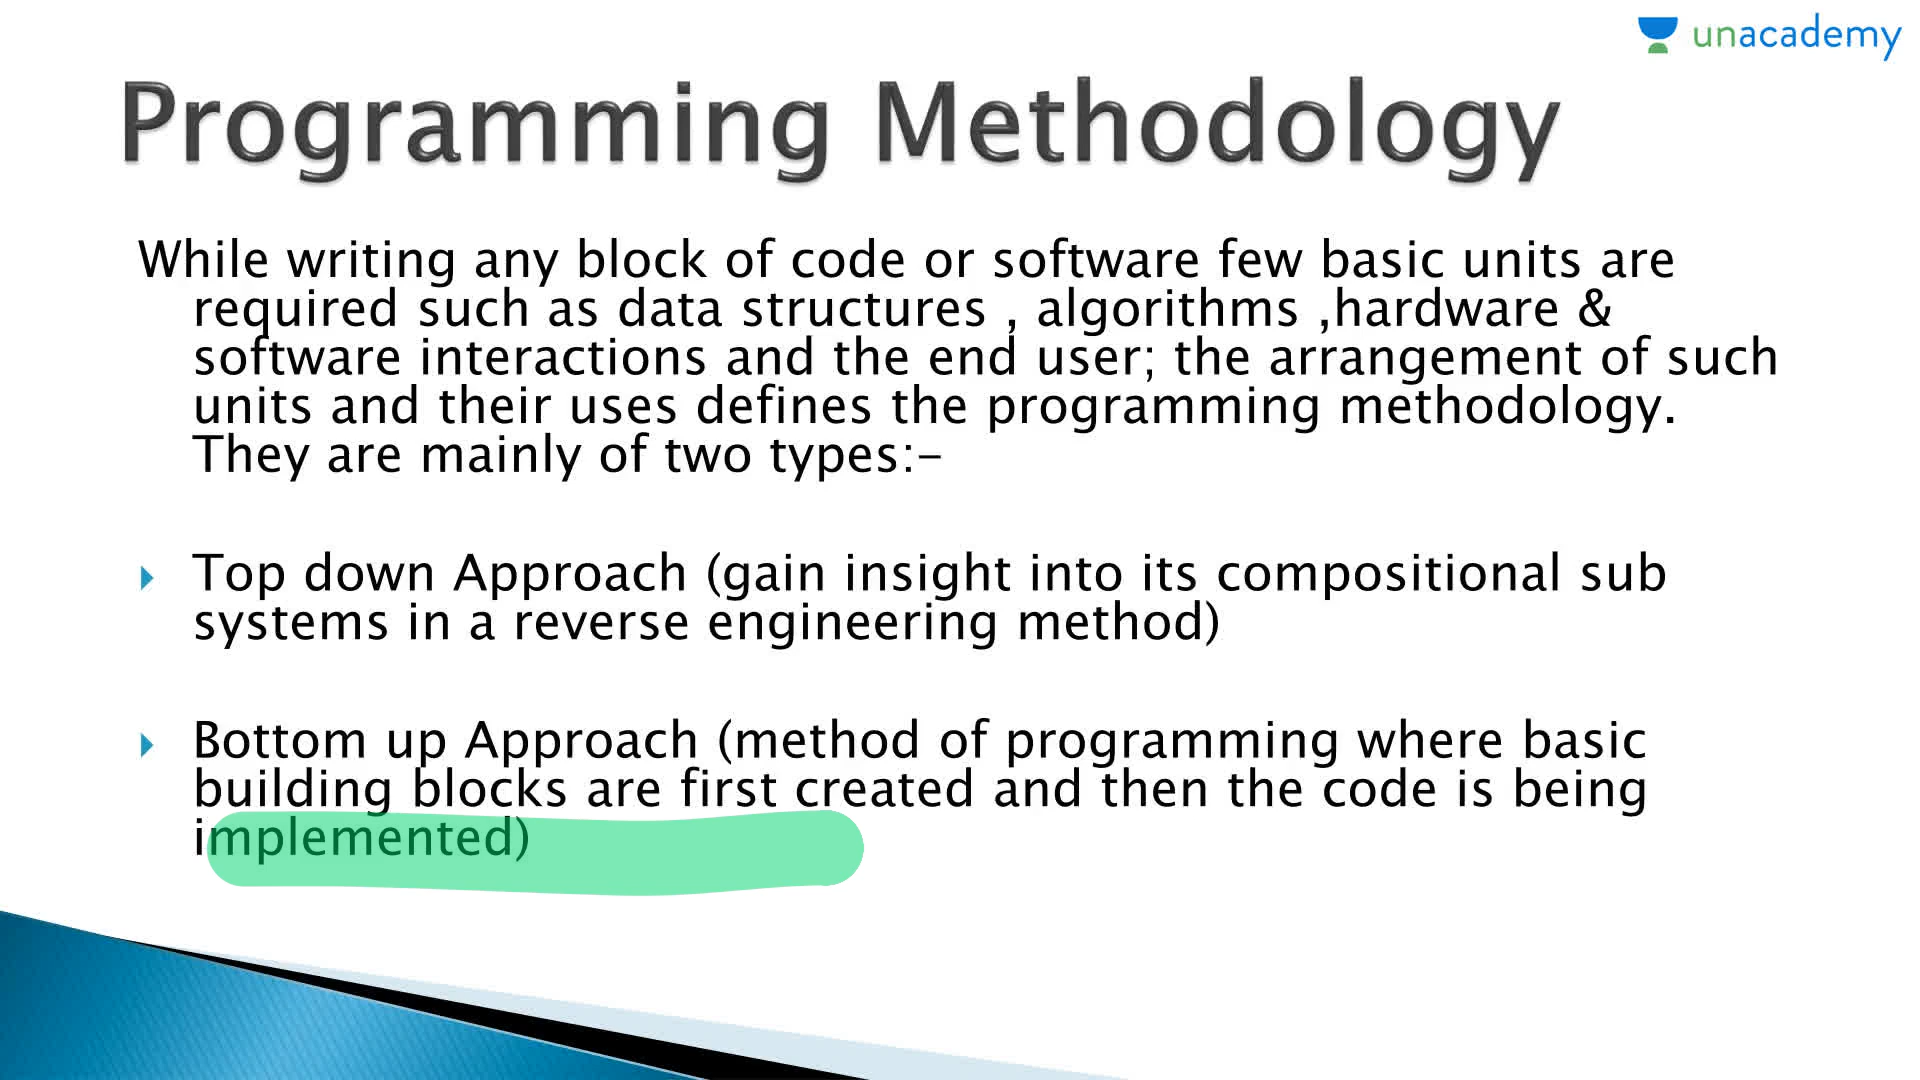 unacademy
Programming Methodology
While writing any block of code or software few basic units are
required such as data structures , algorithms ,hardware &
software interactions and the end user; the arrangement of such
units and their uses defines the programming methodology.
They are mainly of two types:-
Top down Approach (gain insight into its compositional sub
systems in a reverse engineering method)
Bottom up Approach (method of programming where basic
building blocks are first created and then the code is being
implemented)